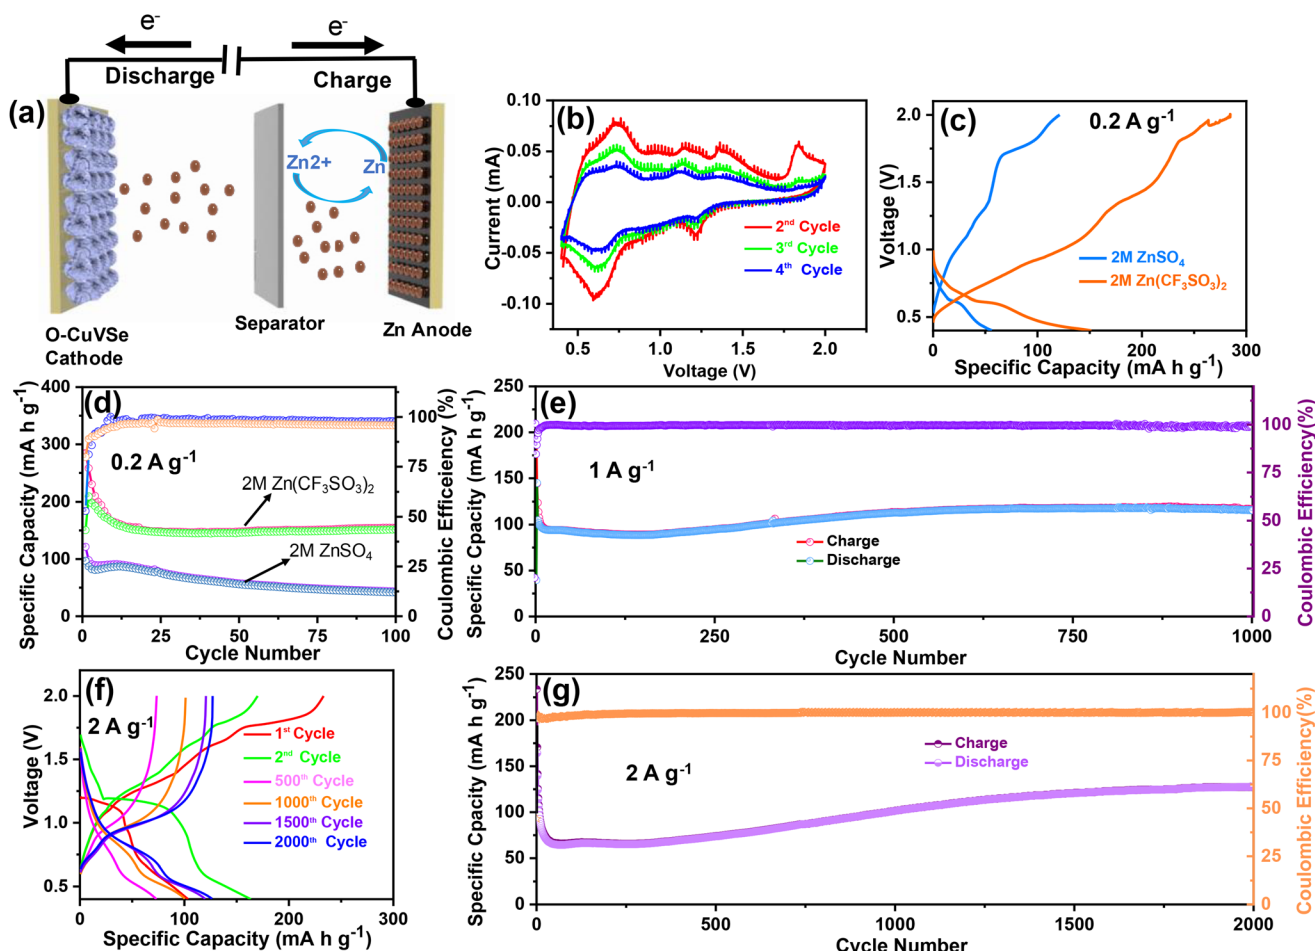 e⁻
e⁻
Discharge
Charge
(a)
Zn2+
Zn
O-CuVSe
Cathode
Separator
Zn Anode
(b)
0.10
0.05
0.00
-0.05
-0.10
Current (mA)
2ⁿᵈ Cycle
3ʳᵈ Cycle
4ᵗʰ Cycle
0.5
1.0
1.5
2.0
Voltage (V)
(c)
0.2 A g⁻¹
2.0
1.5
1.0
0.5
Voltage (V)
2M ZnSO₄
2M Zn(CF₃SO₃)₂
0
100
200
300
Specific Capacity (mA h g⁻¹)
(d)
400
350
300
250
200
150
100
50
0
Specific Capacity (mA h g⁻¹)
0.2 A g⁻¹
2M Zn(CF₃SO₃)₂
2M ZnSO₄
100
75
50
25
0
Coulombic Efficeiency (%)
1
25
50
75
100
Cycle Number
(e)
250
200
150
100
50
0
Specific Cpacity (mA h g⁻¹)
1 A g⁻¹
Charge
Discharge
100
75
50
25
0
Coulombic Efficiency(%)
0
250
500
750
1000
Cycle Number
(f)
2 A g⁻¹
2.0
1.5
1.0
0.5
Voltage (V)
1ˢᵗ Cycle
2ⁿᵈ Cycle
500ᵗʰ Cycle
1000ᵗʰ Cycle
1500ᵗʰ Cycle
2000ᵗʰ Cycle
0
100
200
300
Specific Capacity (mA h g⁻¹)
(g)
250
200
150
100
50
0
Specific Cpacity (mA h g⁻¹)
Charge
Discharge
2 A g⁻¹
100
75
50
25
0
Coulombic Efficiency(%)
0
500
1000
1500
2000
Cycle Number